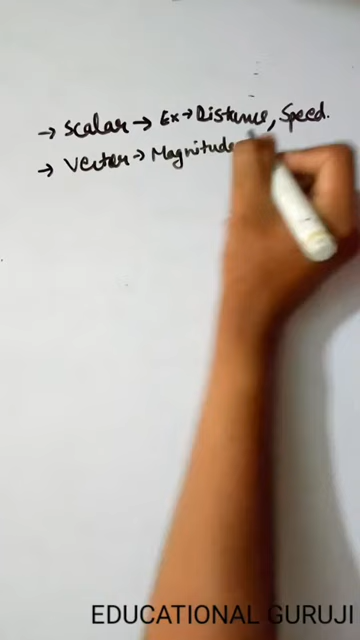 → Scalar → Ex → Distance, Speed.
→ Vector → Magnitude
EDUCATIONAL GURUJI